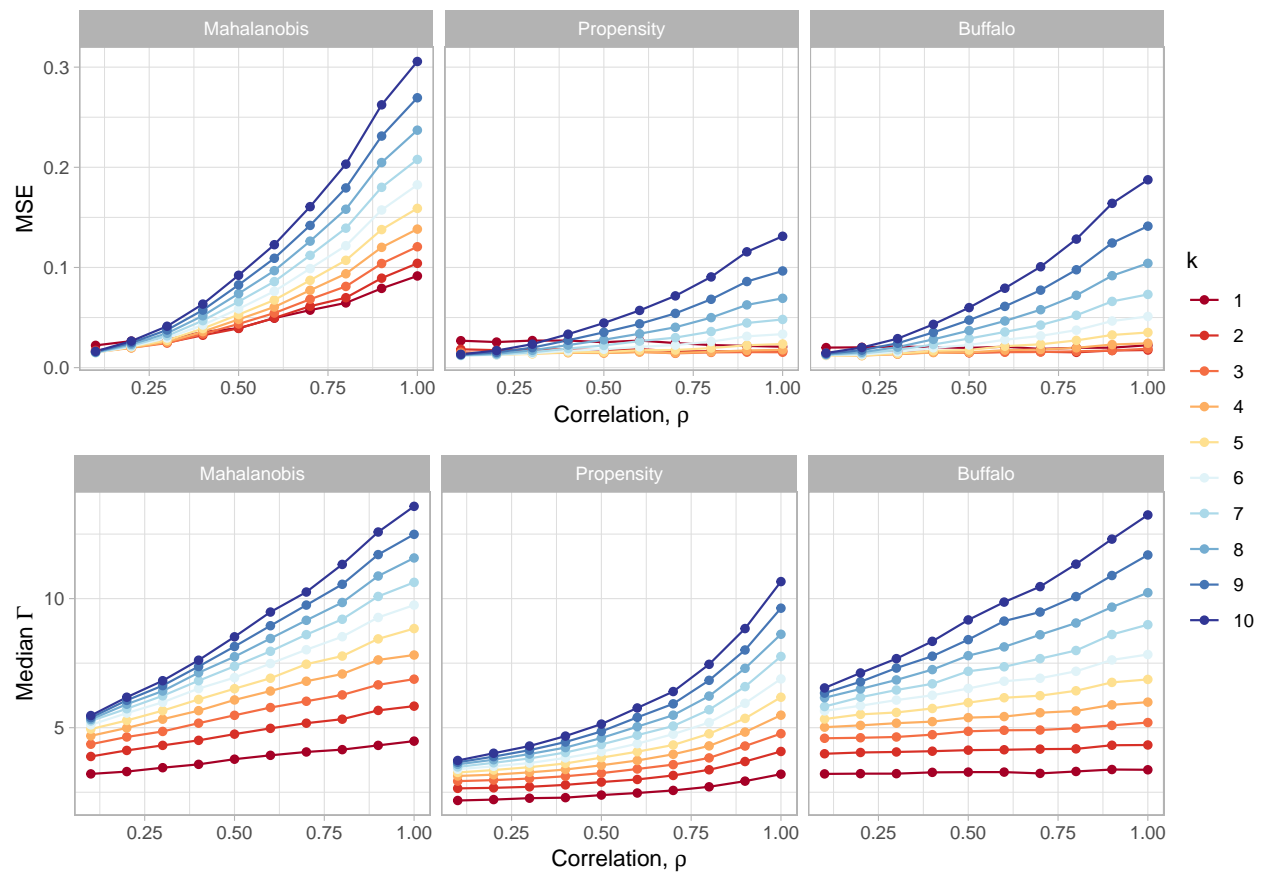 Mahalanobis Propensity Buffalo
0.3
0.2
0.1
0.0
MSE
0.25 0.50 0.75 1.00 0.25 0.50 0.75 1.00 0.25 0.50 0.75 1.00
Correlation, ρ
Mahalanobis Propensity Buffalo
10
5
Median Γ
0.25 0.50 0.75 1.00 0.25 0.50 0.75 1.00 0.25 0.50 0.75 1.00
Correlation, ρ
k
1
2
3
4
5
6
7
8
9
10